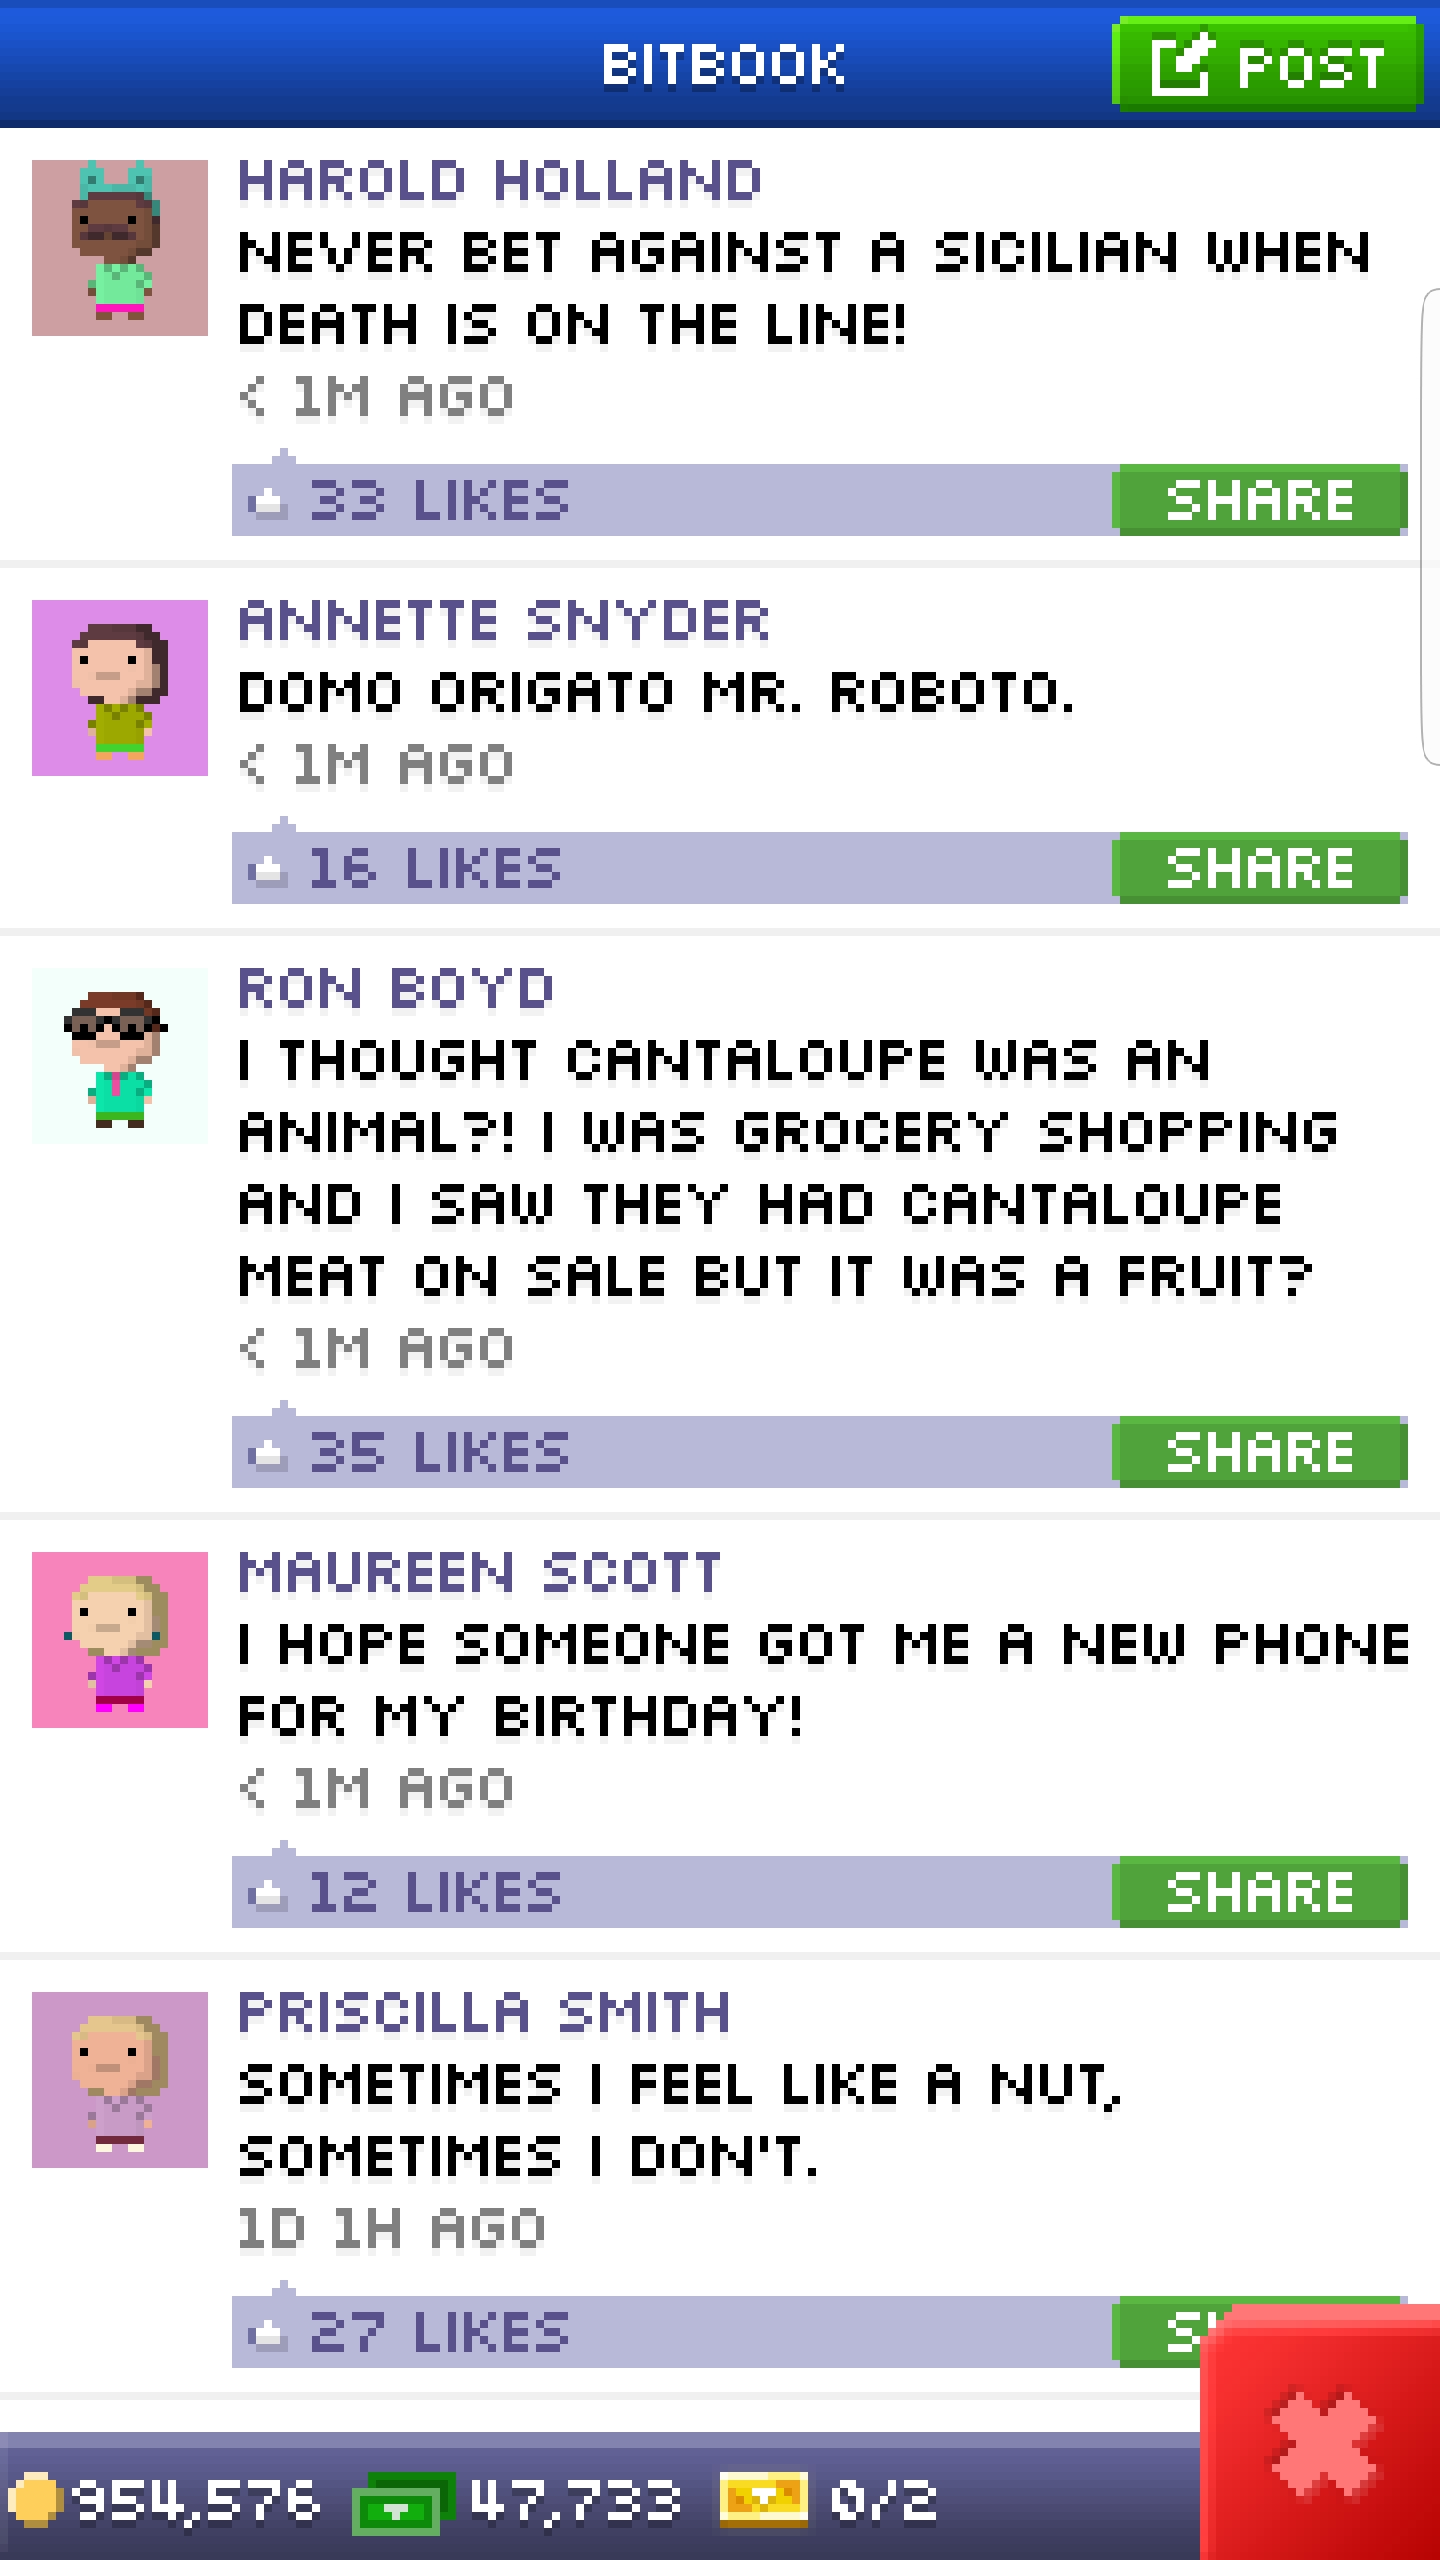 BITBOOK
POST
HAROLD HOLLAND
NEVER BET AGAINST A SICILIAN WHEN
DEATH IS ON THE LINE!
< 1M AGO
33 LIKES
SHARE
ANNETTE SNYDER
DOMO ORIGATO MR. ROBOTO.
< 1M AGO
16 LIKES
SHARE
RON BOYD
I THOUGHT CANTALOUPE WAS AN
ANIMAL?! I WAS GROCERY SHOPPING
AND I SAW THEY HAD CANTALOUPE
MEAT ON SALE BUT IT WAS A FRUIT?
< 1M AGO
35 LIKES
SHARE
MAUREEN SCOTT
I HOPE SOMEONE GOT ME A NEW PHONE
FOR MY BIRTHDAY!
< 1M AGO
12 LIKES
SHARE
PRISCILLA SMITH
SOMETIMES I FEEL LIKE A NUT,
SOMETIMES I DON'T.
1D 1H AGO
27 LIKES
954,576 47,733 0/2